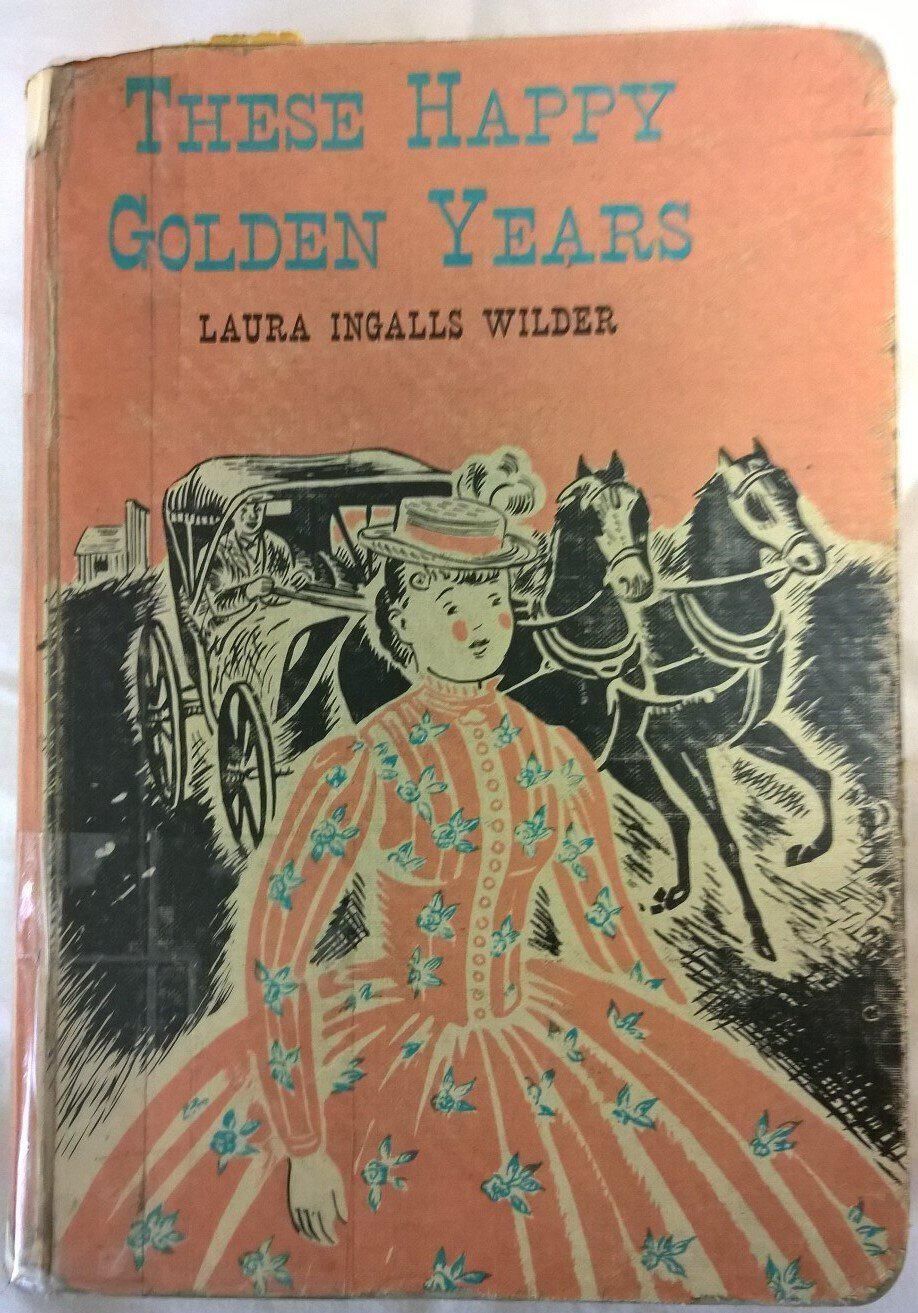 THESE HAPPY
GOLDEN YEARS
LAURA INGALLS WILDER